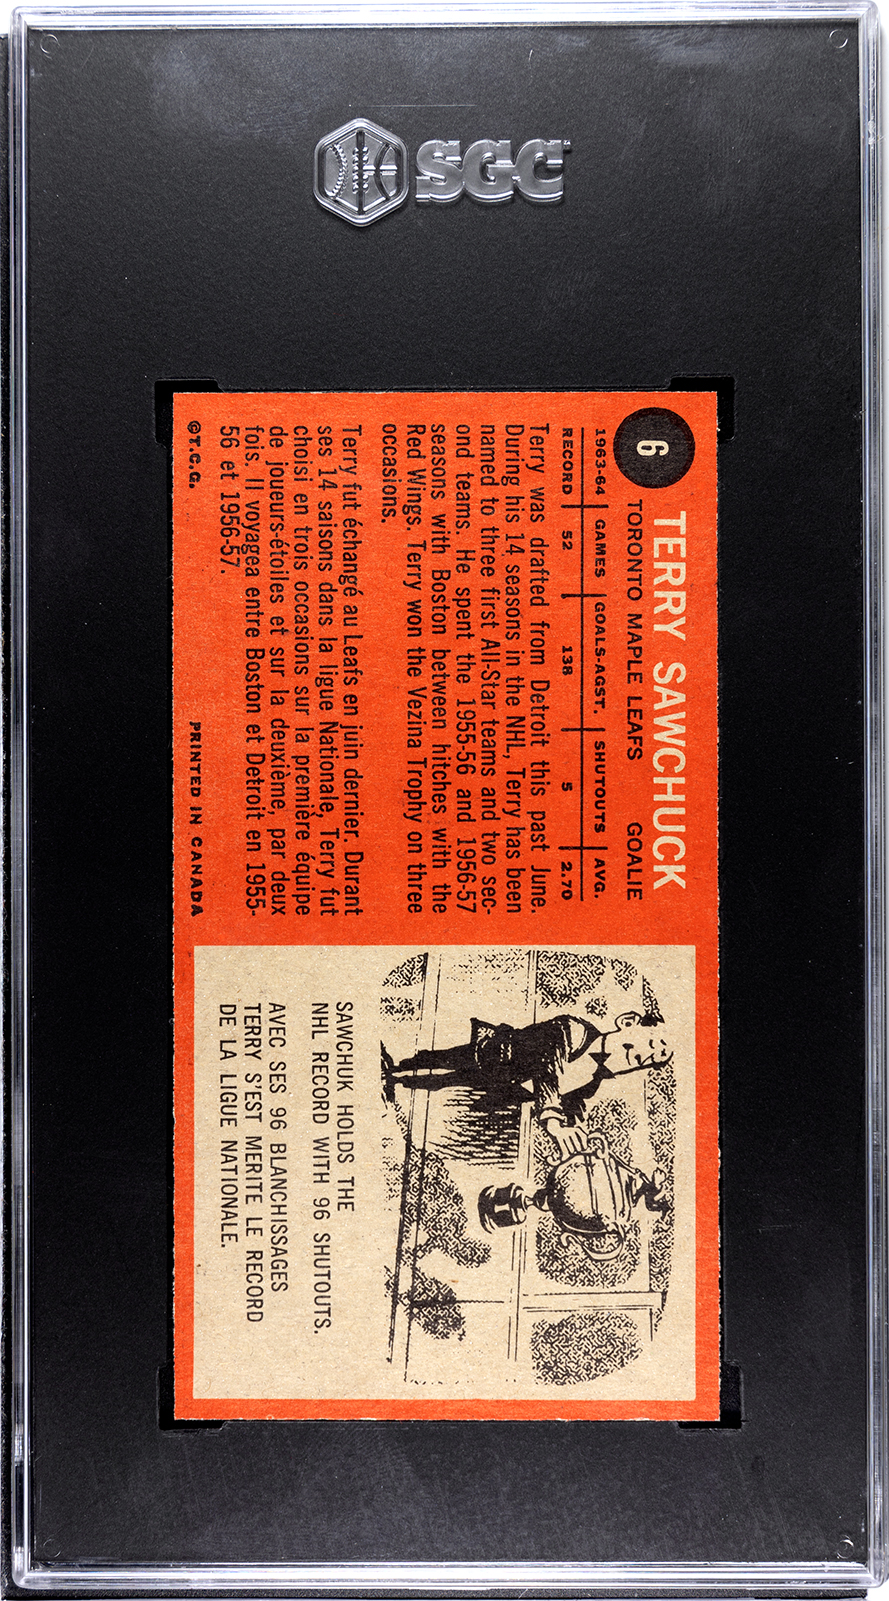 SGC
6
TERRY SAWCHUCK
TORONTO MAPLE LEAFS GOALIE
1963-64 GAMES GOALS-AGST. SHUTOUTS AVG.
RECORD 52 138 5 2.70
Terry was drafted from Detroit this past June.
During his 14 seasons in the NHL, Terry has been
named to three first All-Star teams and two sec-
ond teams. He spent the 1955-56 and 1956-57
seasons with Boston between hitches with the
Red Wings. Terry won the Vezina Trophy on three
occasions.
Terry fut échangé au Leafs en juin dernier. Durant
ses 14 saisons dans la ligue Nationale, Terry fut
choisi en trois occasions sur la première équipe
de joueurs-étoiles et sur la deuxième, par deux
fois. Il voyagea entre Boston et Detroit en 1955-
56 et 1956-57.
©T.C.G. PRINTED IN CANADA
SAWCHUK HOLDS THE
NHL RECORD WITH 96 SHUTOUTS.
AVEC SES 96 BLANCHISSAGES
TERRY S'EST MERITE LE RECORD
DE LA LIGUE NATIONALE.